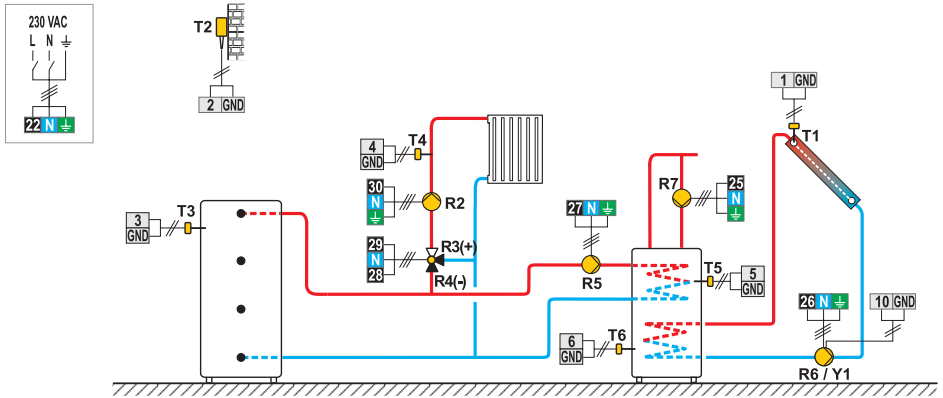 230 VAC
L N
22 N
T2
2 GND
1 GND
T1
4
GND
T4
30
N
R2
R7
25
N
3
GND
T3
27 N
29
N
28
R3(+)
R4(-)
R5
T5
5
GND
26 N
10 GND
6
GND
T6
R6 / Y1